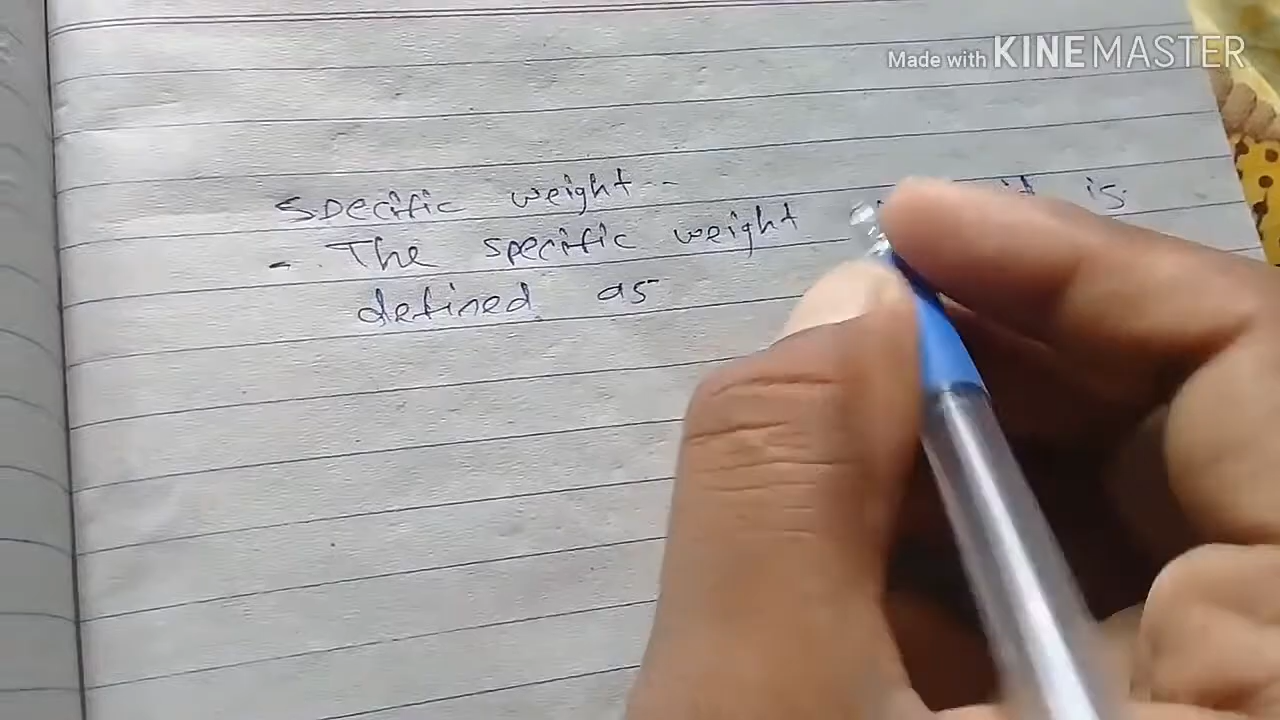 Made with KINEMASTER
Specific weight --
- The specific weight is
defined as